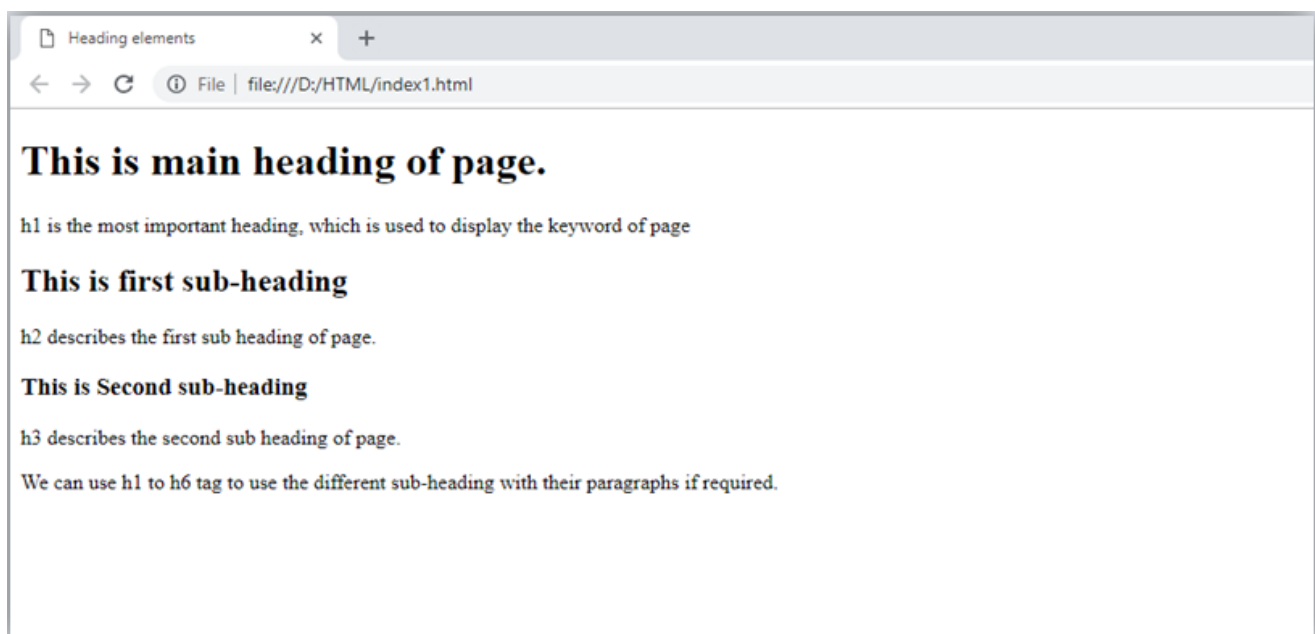 Heading elements
File | file:///D:/HTML/index1.html
This is main heading of page.
h1 is the most important heading, which is used to display the keyword of page
This is first sub-heading
h2 describes the first sub heading of page.
This is Second sub-heading
h3 describes the second sub heading of page.
We can use h1 to h6 tag to use the different sub-heading with their paragraphs if required.